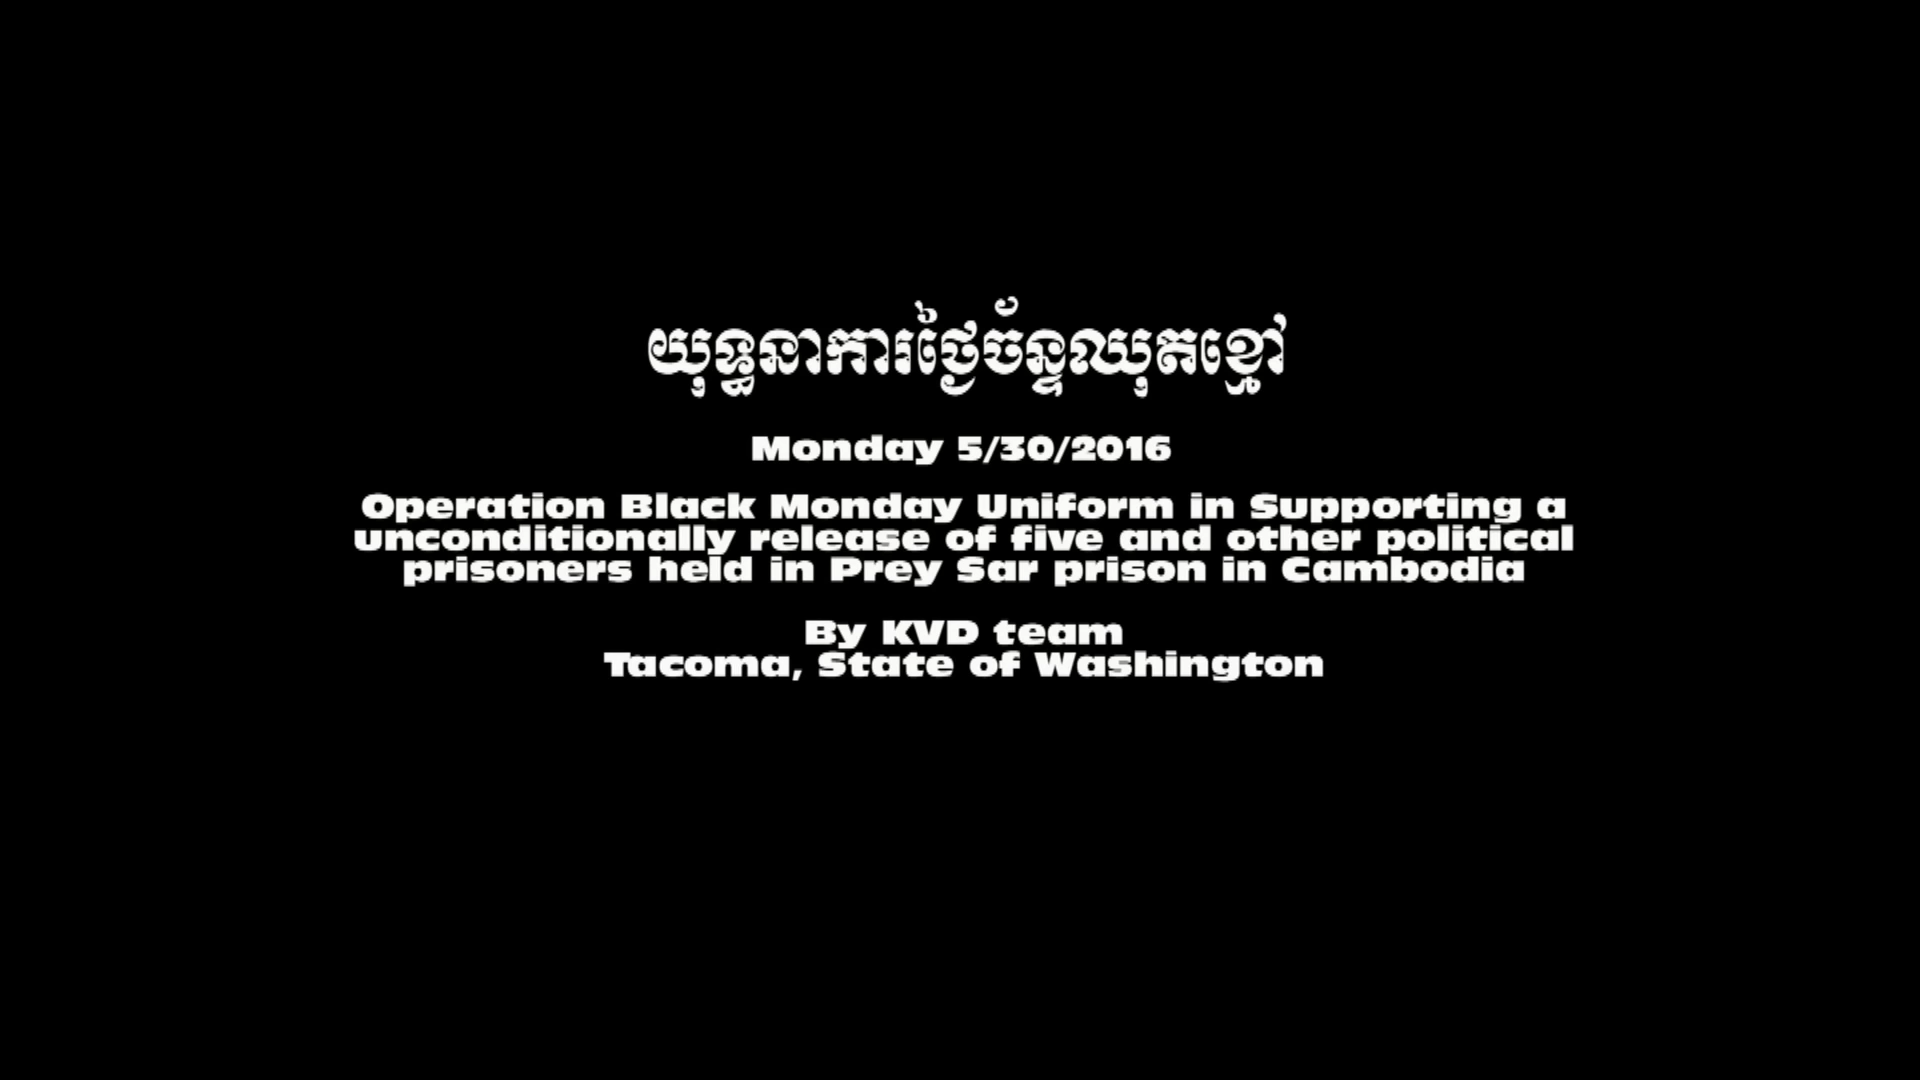 យុទ្ធនាការថ្ងៃច័ន្ទឈុតខ្មៅ
Monday 5/30/2016
Operation Black Monday Uniform in Supporting a
unconditionally release of five and other political
prisoners held in Prey Sar prison in Cambodia
By KVD team
Tacoma, State of Washington